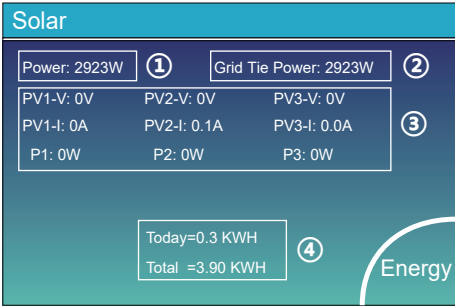 Solar
Power: 2923W ① Grid Tie Power: 2923W ②
PV1-V: 0V PV2-V: 0V PV3-V: 0V
PV1-I: 0A PV2-I: 0.1A PV3-I: 0.0A ③
P1: 0W P2: 0W P3: 0W
Today=0.3 KWH
④
Total =3.90 KWH
Energy